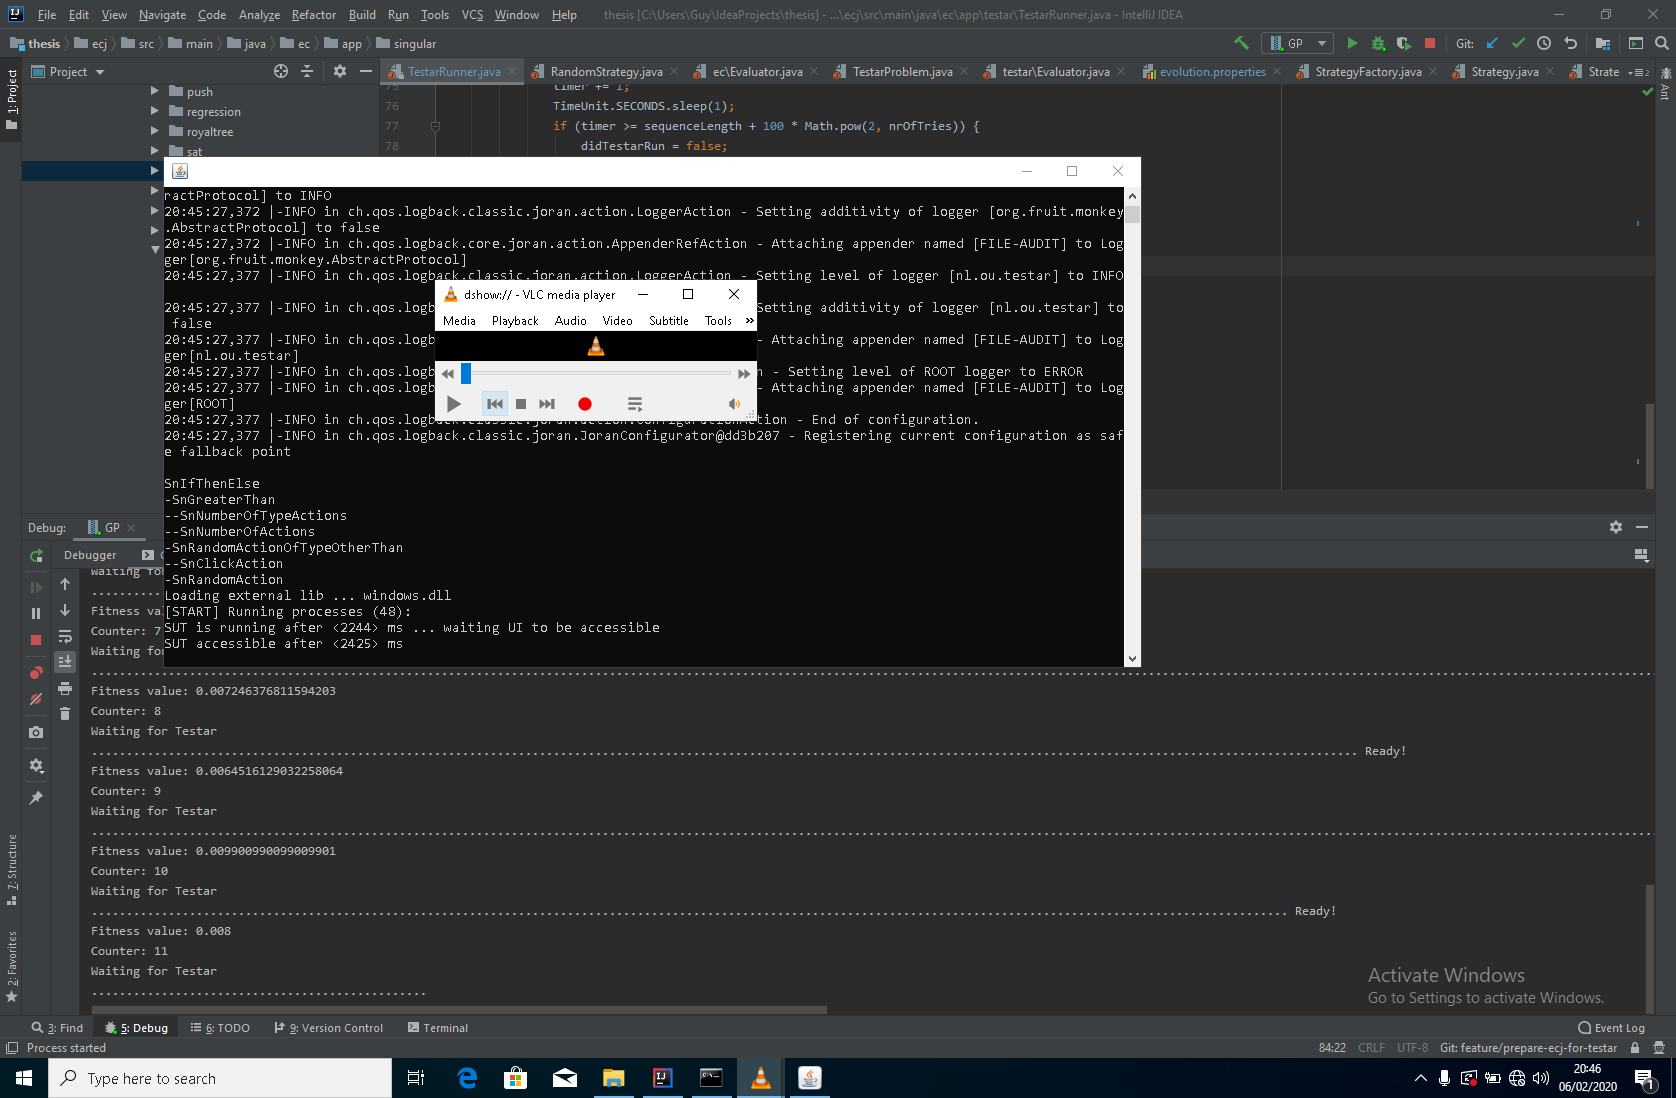 File Edit View Navigate Code Analyze Refactor Build Run Tools VCS Window Help thesis [C:\Users\Guy\IdeaProjects\thesis] - ...\ecj\src\main\java\ec\app\testar\TestarRunner.java - IntelliJ IDEA
thesis ecj src main java ec app singular GP Git:
Project TestarRunner.java RandomStrategy.java ec\Evaluator.java TestarProblem.java testar\Evaluator.java evolution.properties StrategyFactory.java Strategy.java Strate
1: Project
Ant
push
regression
royaltree
sat
75 timer += 1;
76 TimeUnit.SECONDS.sleep(1);
77 if (timer >= sequenceLength + 100 * Math.pow(2, nrOfTries)) {
78 didTestarRun = false;
ractProtocol] to INFO
20:45:27,372 |-INFO in ch.qos.logback.classic.joran.action.LoggerAction - Setting additivity of logger [org.fruit.monkey
.AbstractProtocol] to false
20:45:27,372 |-INFO in ch.qos.logback.core.joran.action.AppenderRefAction - Attaching appender named [FILE-AUDIT] to Log
ger[org.fruit.monkey.AbstractProtocol]
20:45:27,377 |-INFO in ch.qos.logback.classic.joran.action.LoggerAction - Setting level of logger [nl.ou.testar] to INFO
20:45:27,377 |-INFO in ch.qos.logb Setting additivity of logger [nl.ou.testar] to
false
20:45:27,377 |-INFO in ch.qos.logb - Attaching appender named [FILE-AUDIT] to Log
ger[nl.ou.testar]
20:45:27,377 |-INFO in ch.qos.logb n - Setting level of ROOT logger to ERROR
20:45:27,377 |-INFO in ch.qos.logb - Attaching appender named [FILE-AUDIT] to Log
ger[ROOT]
20:45:27,377 |-INFO in ch.qos.logback.classic.joran.action.ConfigurationAction - End of configuration.
20:45:27,377 |-INFO in ch.qos.logback.classic.joran.JoranConfigurator@dd3b207 - Registering current configuration as saf
e fallback point
SnIfThenElse
-SnGreaterThan
--SnNumberOfTypeActions
--SnNumberOfActions
-SnRandomActionOfTypeOtherThan
--SnClickAction
-SnRandomAction
Loading external lib ... windows.dll
[START] Running processes (48):
SUT is running after <2244> ms ... waiting UI to be accessible
SUT accessible after <2425> ms
dshow:// - VLC media player
Media Playback Audio Video Subtitle Tools »
Debug: GP
Debugger
Waiting for
Fitness valu
Counter: 7
Waiting for
Fitness value: 0.007246376811594203
Counter: 8
Waiting for Testar
Ready!
Fitness value: 0.0064516129032258064
Counter: 9
Waiting for Testar
Fitness value: 0.009900990099009901
Counter: 10
Waiting for Testar
Ready!
Fitness value: 0.008
Counter: 11
Waiting for Testar
7: Structure
2: Favorites
Activate Windows
Go to Settings to activate Windows.
3: Find 5: Debug 6: TODO 9: Version Control Terminal Event Log
Process started 84:22 CRLF UTF-8 Git: feature/prepare-ecj-for-testar
Type here to search
20:46
06/02/2020
1